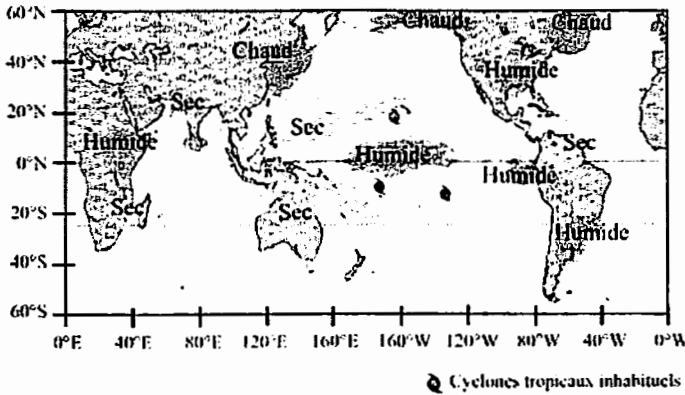 60°N
Chaud
Chaud
Chaud
40°N
Humide
Sec
20°N
Sec
Humide
Sec
0°N
Humide
Humide
20°S
Sec
Sec
Humide
40°S
60°S
0°E 40°E 80°E 120°E 160°E 160°W 120°W 80°W 40°W 0°W
Cyclones tropicaux inhabituels